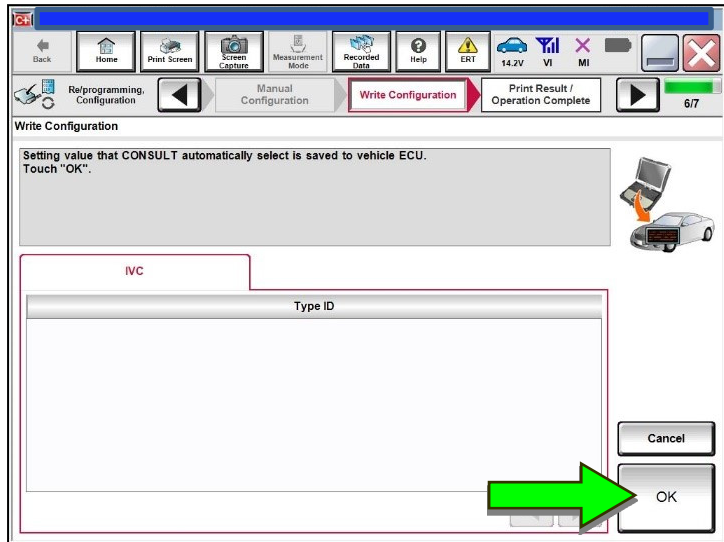 C+
Back
Home
Print Screen
Screen
Capture
Measurement
Mode
Recorded
Data
Help
ERT
14.2V
VI
MI
Re/programming,
Configuration
Manual
Configuration
Write Configuration
Print Result /
Operation Complete
6/7
Write Configuration
Setting value that CONSULT automatically select is saved to vehicle ECU.
Touch "OK".
IVC
Type ID
Cancel
OK